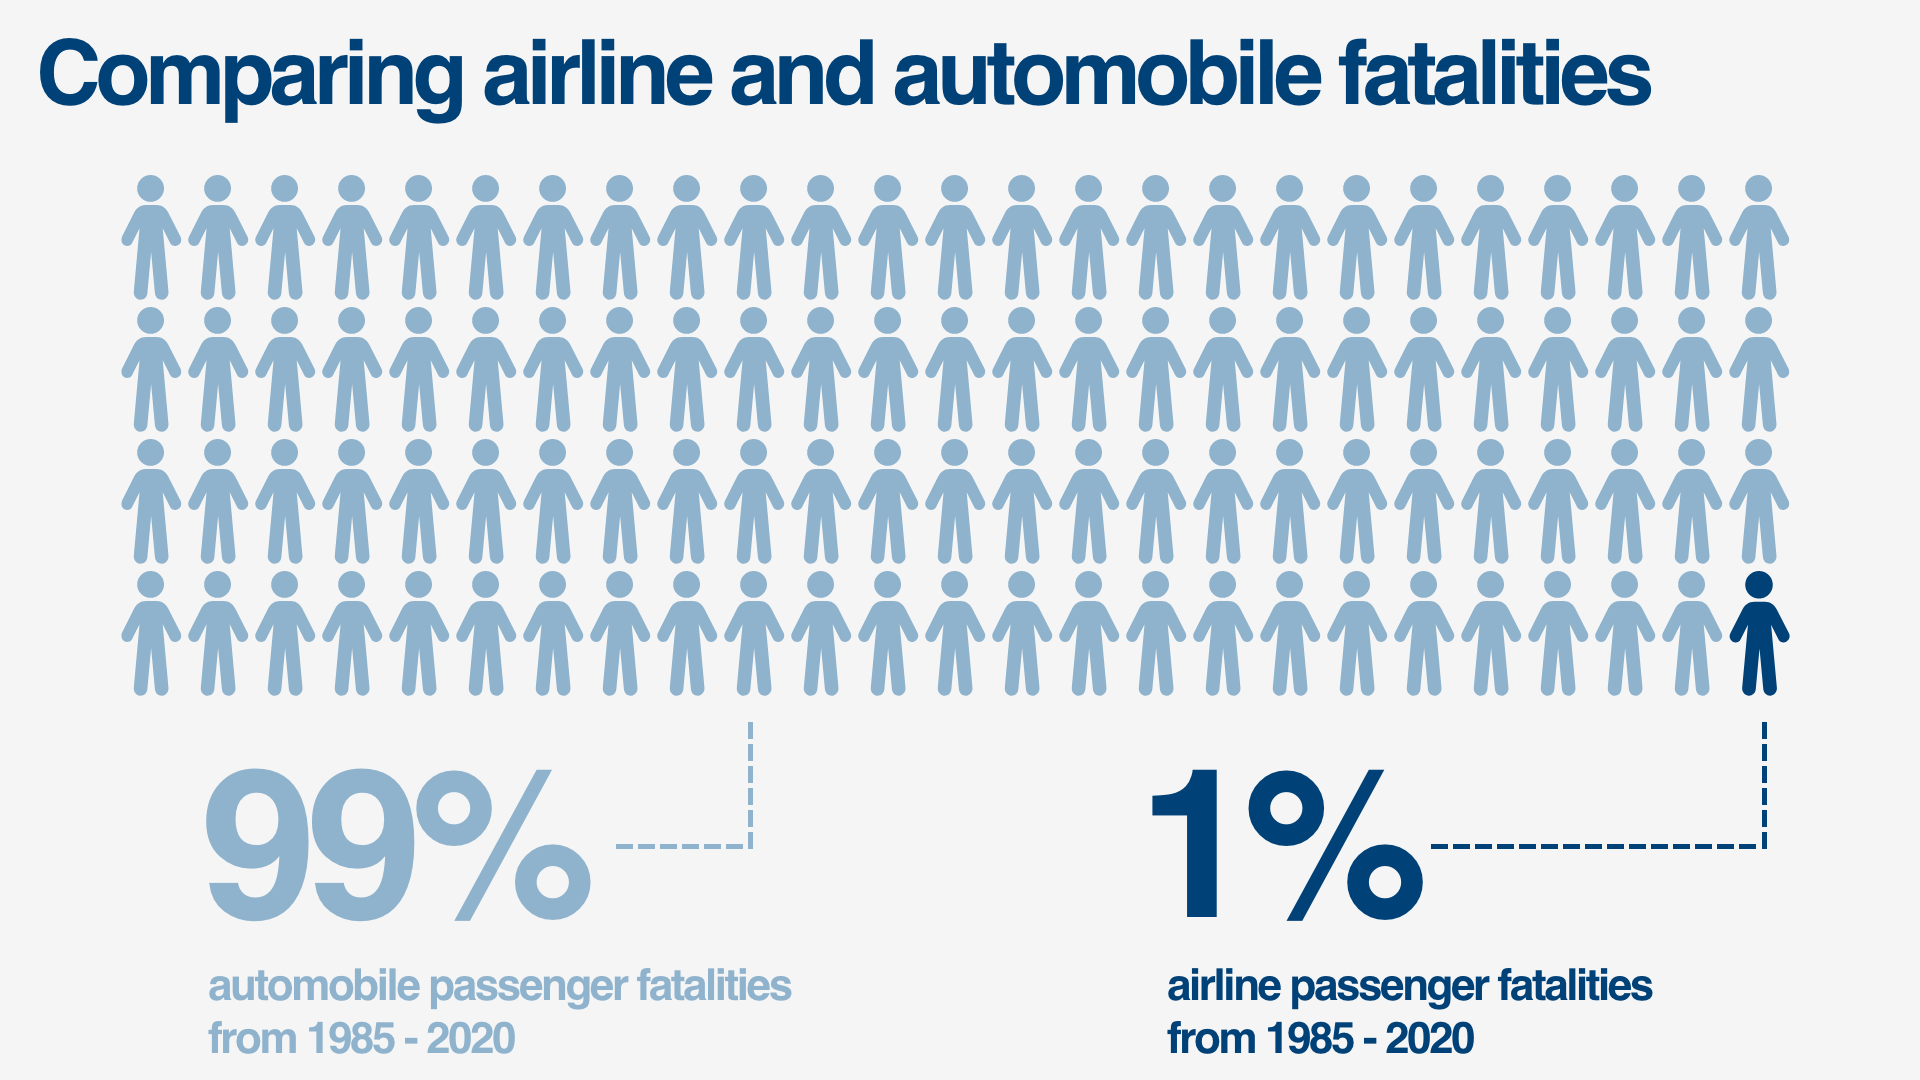 Comparing airline and automobile fatalities
99%
automobile passenger fatalities
from 1985 - 2020
1%
airline passenger fatalities
from 1985 - 2020